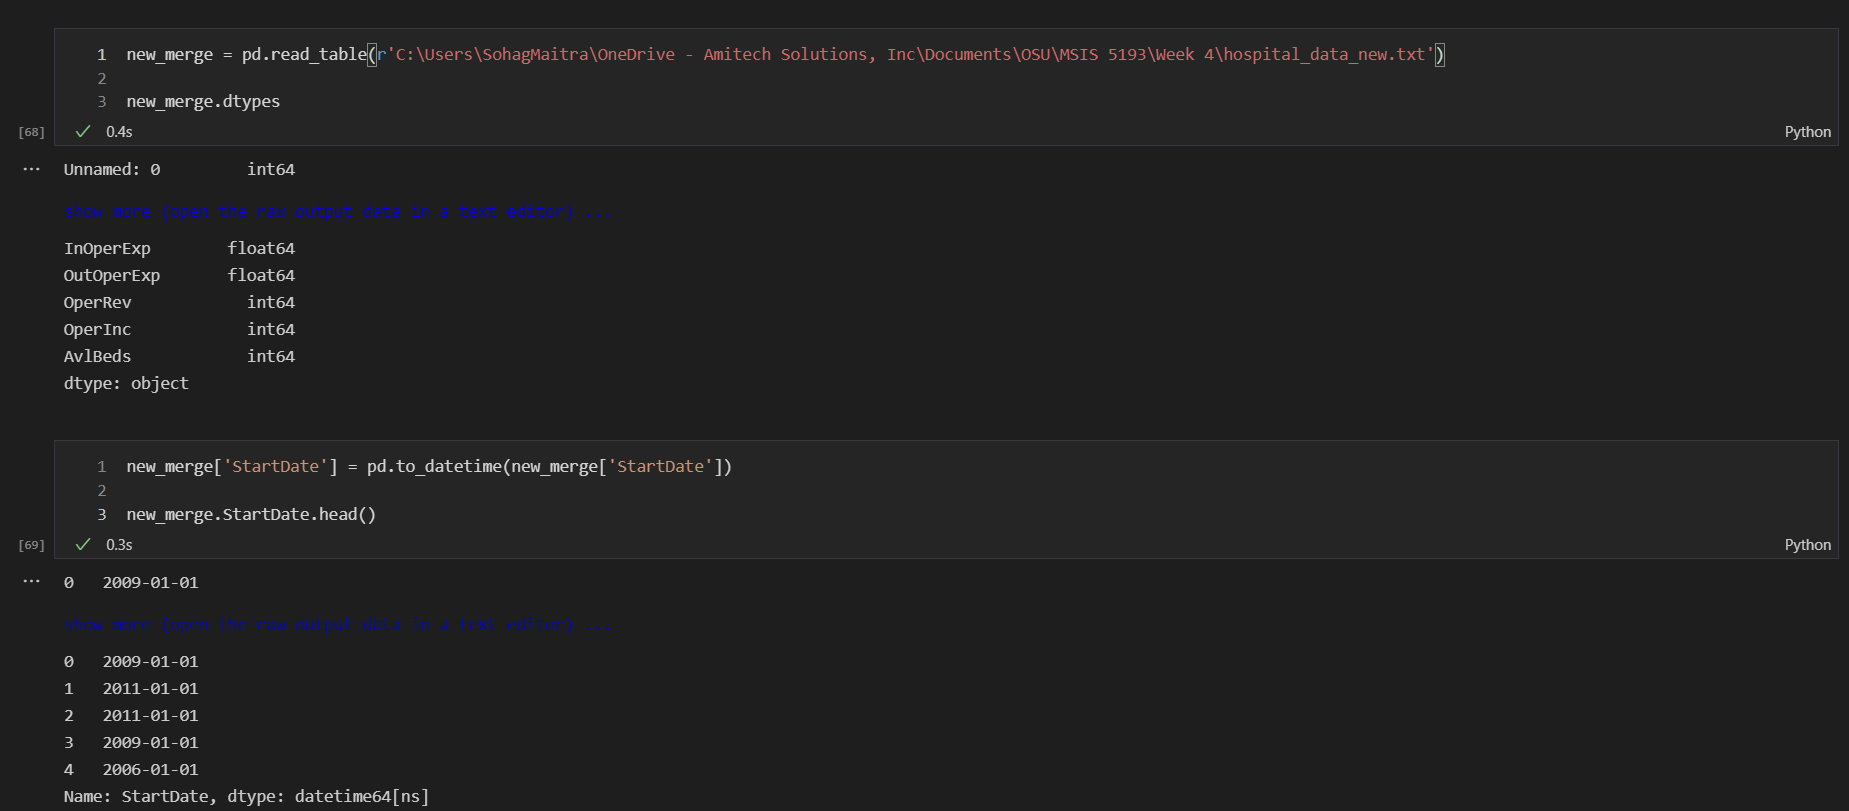 1 new_merge = pd.read_table(r'C:\Users\SohagMaitra\OneDrive - Amitech Solutions, Inc\Documents\OSU\MSIS 5193\Week 4\hospital_data_new.txt')
2
3 new_merge.dtypes
[68] 0.4s Python
... Unnamed: 0 int64
show more (open the raw output data in a text editor) ...
InOperExp float64
OutOperExp float64
OperRev int64
OperInc int64
AvlBeds int64
dtype: object
1 new_merge['StartDate'] = pd.to_datetime(new_merge['StartDate'])
2
3 new_merge.StartDate.head()
[69] 0.3s Python
... 0 2009-01-01
show more (open the raw output data in a text editor) ...
0 2009-01-01
1 2011-01-01
2 2011-01-01
3 2009-01-01
4 2006-01-01
Name: StartDate, dtype: datetime64[ns]